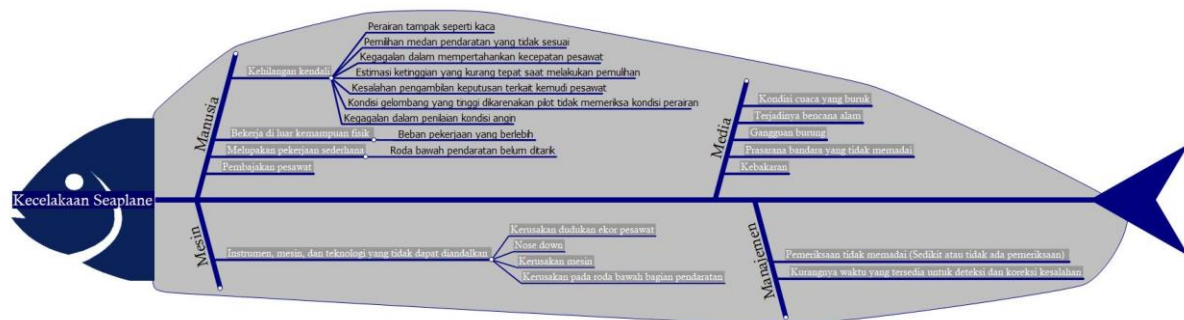 Kecelakaan Seaplane
Manusia
Kehilangan kendali
Perairan tampak seperti kaca
Pemilihan medan pendaratan yang tidak sesuai
Kegagalan dalam mempertahankan kecepatan pesawat
Estimasi ketinggian yang kurang tepat saat melakukan pemulihan
Kesalahan pengambilan keputusan terkait kemudi pesawat
Kondisi gelombang yang tinggi dikarenakan pilot tidak memeriksa kondisi perairan
Kegagalan dalam penilaian kondisi angin
Bekerja di luar kemampuan fisik
Beban pekerjaan yang berlebih
Melupakan pekerjaan sederhana
Roda bawah pendaratan belum ditarik
Pembajakan pesawat
Media
Kondisi cuaca yang buruk
Terjadinya bencana alam
Gangguan burung
Prasarana bandara yang tidak memadai
Kebakaran
Mesin
Instrumen, mesin, dan teknologi yang tidak dapat diandalkan
Kerusakan dudukan ekor pesawat
Nose down
Kerusakan mesin
Kerusakan pada roda bawah bagian pendaratan
Manajemen
Pemeriksaan tidak memadai (Sedikit atau tidak ada pemeriksaan)
Kurangnya waktu yang tersedia untuk deteksi dan koreksi kesalahan